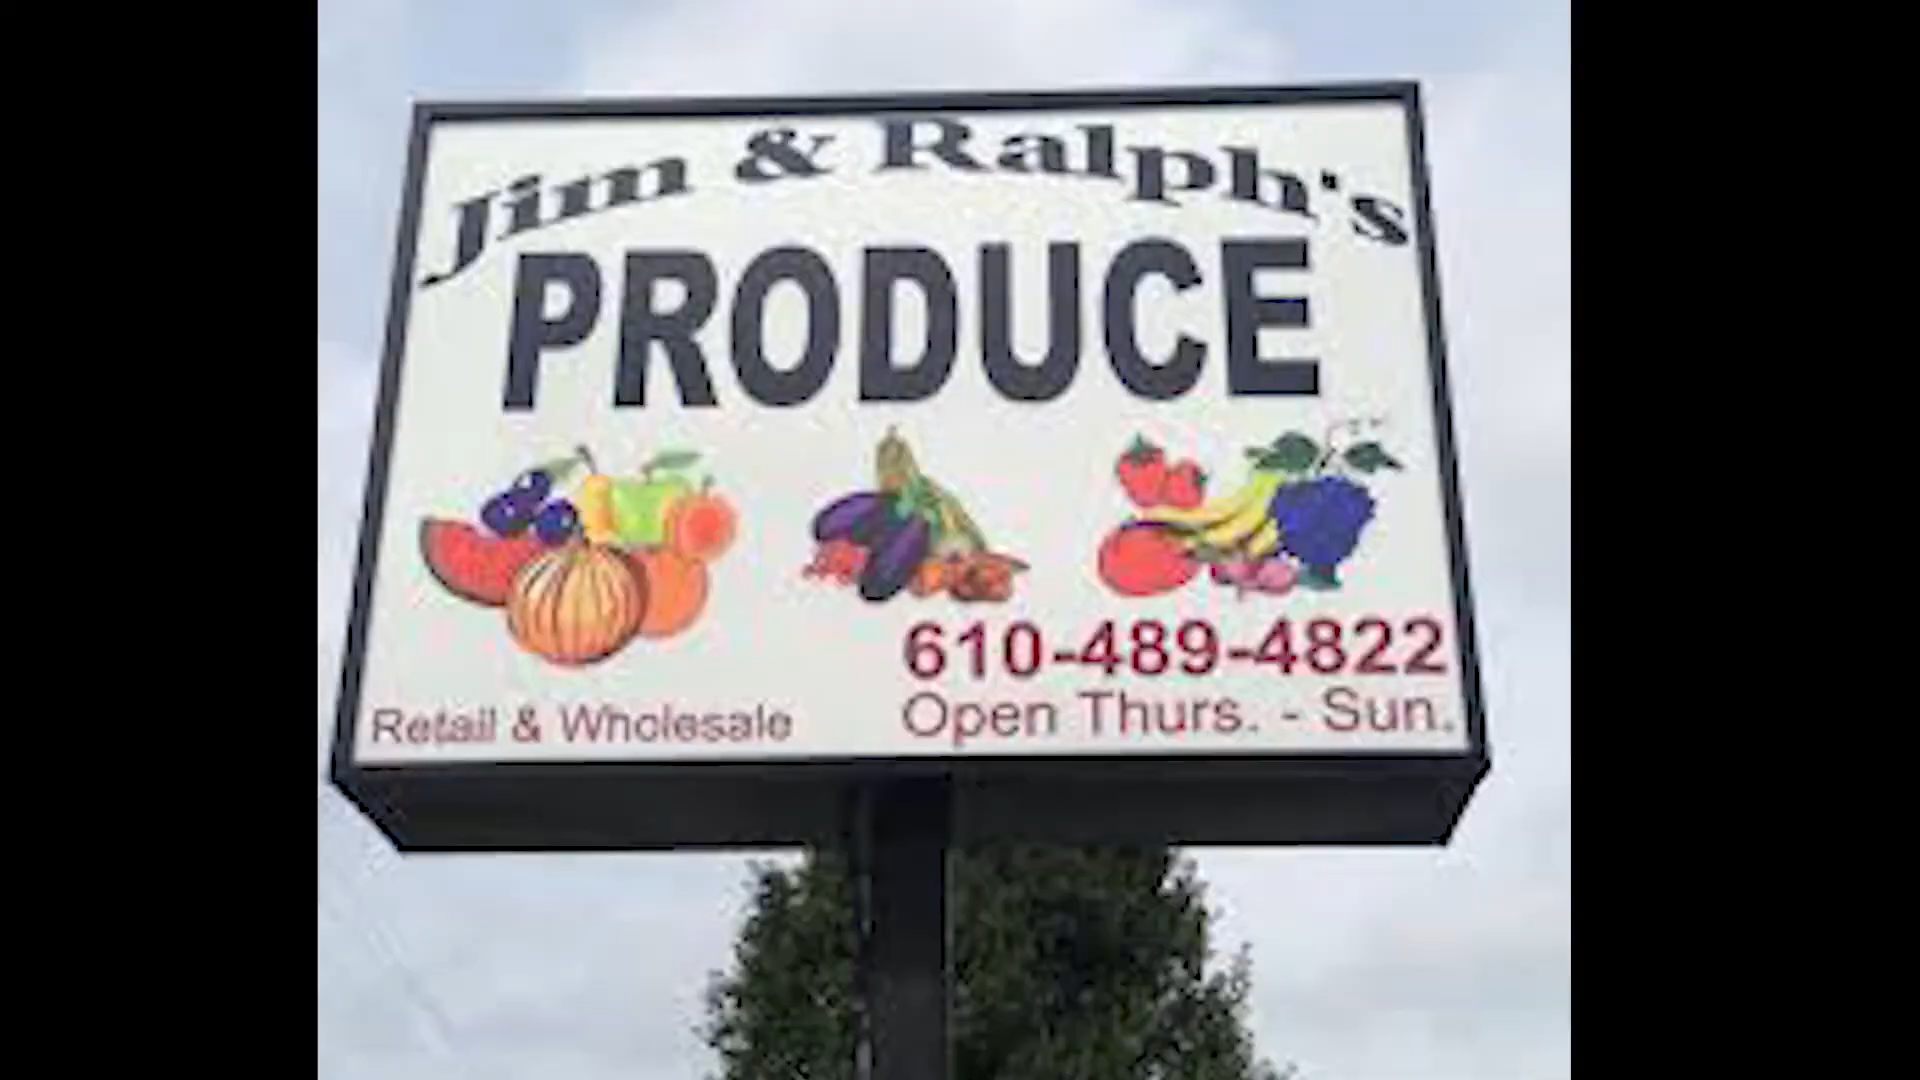 Jim & Ralph's
PRODUCE
610-489-4822
Retail & Wholesale
Open Thurs. - Sun.